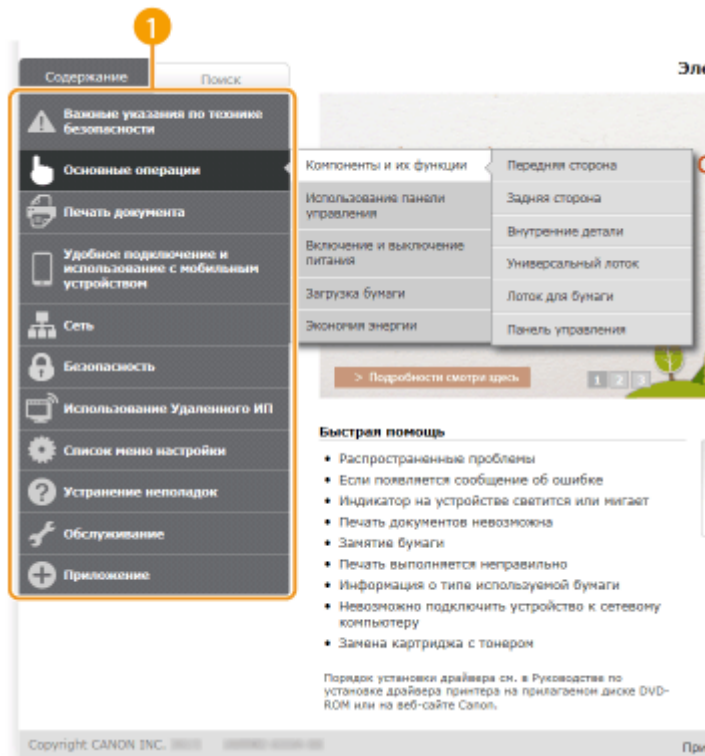 1
Содержание
Поиск
Эле
Важные указания по технике
безопасности
Основные операции
Печать документа
Удобное подключение и
использование с мобильным
устройством
Сеть
Безопасность
Использование Удаленного ИП
Список меню настройки
Устранение неполадок
Обслуживание
Приложение
Компоненты и их функции
Использование панели
управления
Включение и выключение
питания
Загрузка бумаги
Экономия энергии
Передняя сторона
Задняя сторона
Внутренние детали
Универсальный лоток
Лоток для бумаги
Панель управления
> Подробности смотри здесь
1 2 3
Быстрая помощь
• Распространенные проблемы
• Если появляется сообщение об ошибке
• Индикатор на устройстве светится или мигает
• Печать документов невозможна
• Замятие бумаги
• Печать выполняется неправильно
• Информация о типе используемой бумаги
• Невозможно подключить устройство к сетевому
компьютеру
• Замена картриджа с тонером
Порядок установки драйвера см. в Руководстве по
установке драйвера принтера на прилагаемом диске DVD-
ROM или на веб-сайте Canon.
Copyright CANON INC.
При